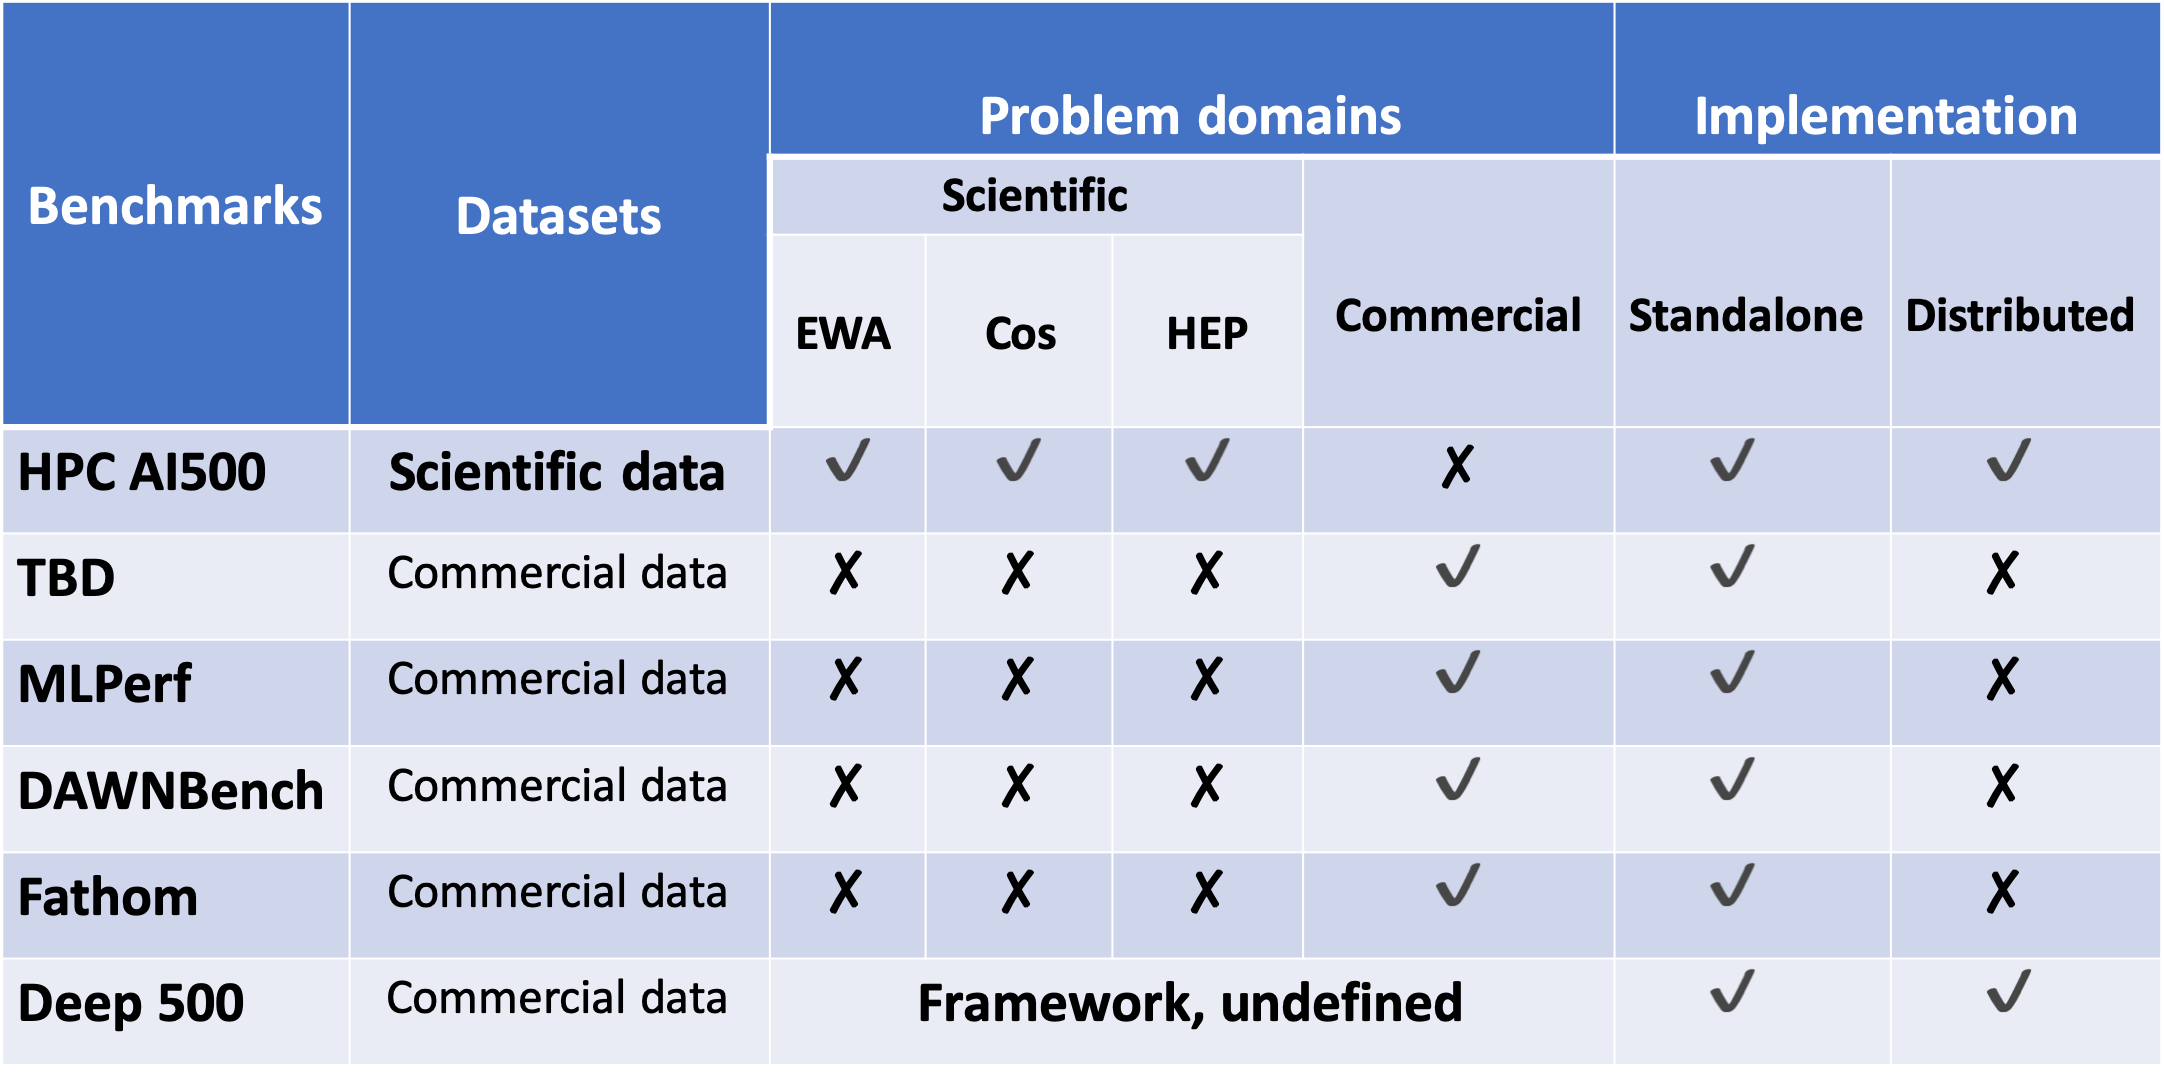 Benchmarks Datasets Problem domains Implementation
Scientific
EWA Cos HEP Commercial Standalone Distributed
HPC AI500 Scientific data ✓ ✓ ✓ ✗ ✓ ✓
TBD Commercial data ✗ ✗ ✗ ✓ ✓ ✗
MLPerf Commercial data ✗ ✗ ✗ ✓ ✓ ✗
DAWNBench Commercial data ✗ ✗ ✗ ✓ ✓ ✗
Fathom Commercial data ✗ ✗ ✗ ✓ ✓ ✗
Deep 500 Commercial data Framework, undefined ✓ ✓